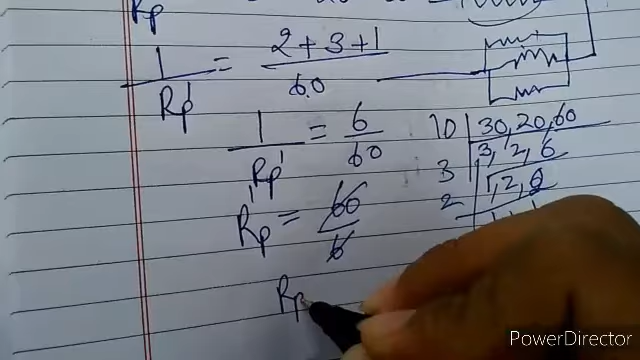 Rp
1/Rp' = 2+3+1/60
1/Rp' = 6/60
Rp' = 60/6
Rp
10 | 30, 20, 60
3 | 3, 2, 6
2 | 1, 2, 2
PowerDirector